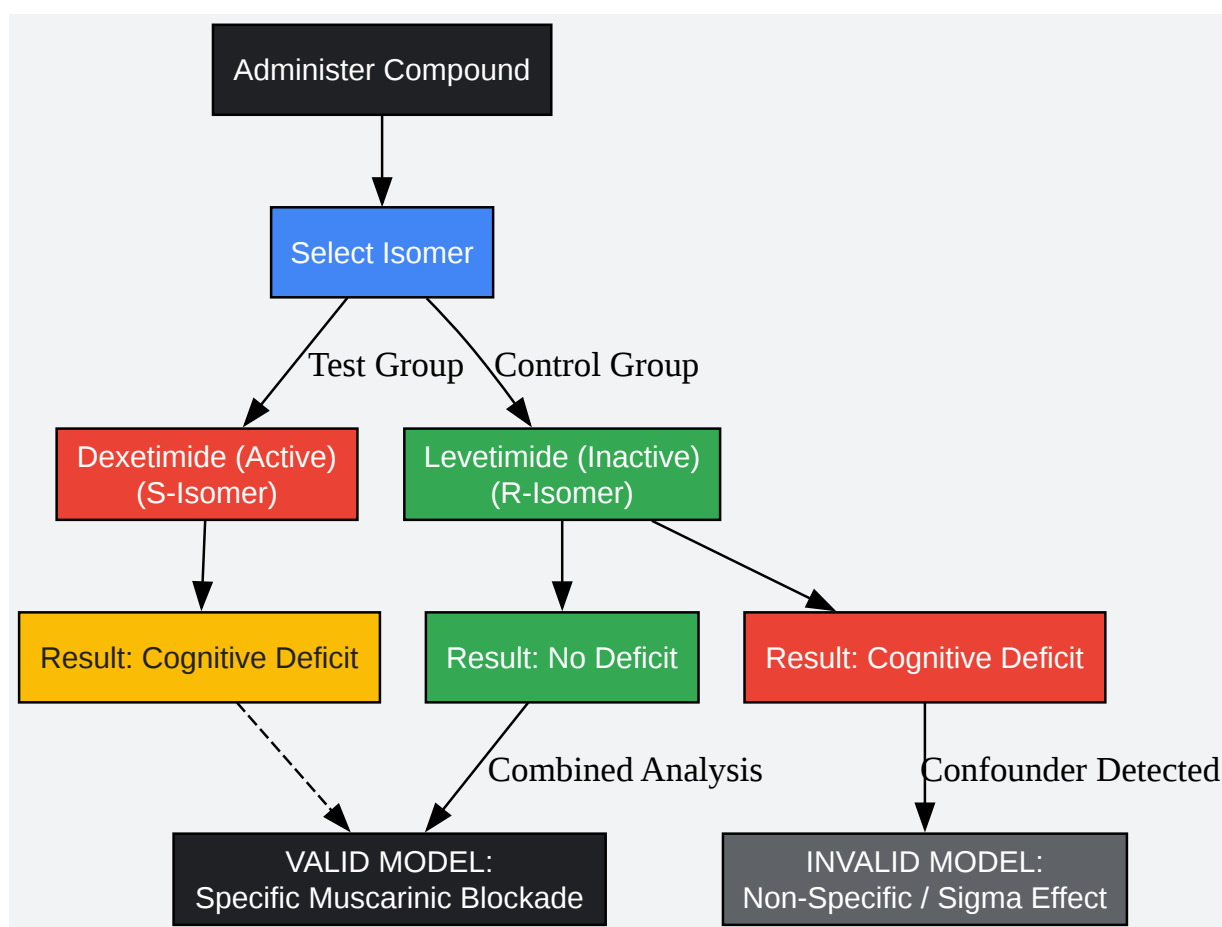 Administer Compound
Select Isomer
Test Group
Control Group
Dexetimide (Active)
(S-Isomer)
Levetimide (Inactive)
(R-Isomer)
Result: Cognitive Deficit
Result: No Deficit
Result: Cognitive Deficit
Combined Analysis
Confounder Detected
VALID MODEL:
Specific Muscarinic Blockade
INVALID MODEL:
Non-Specific / Sigma Effect